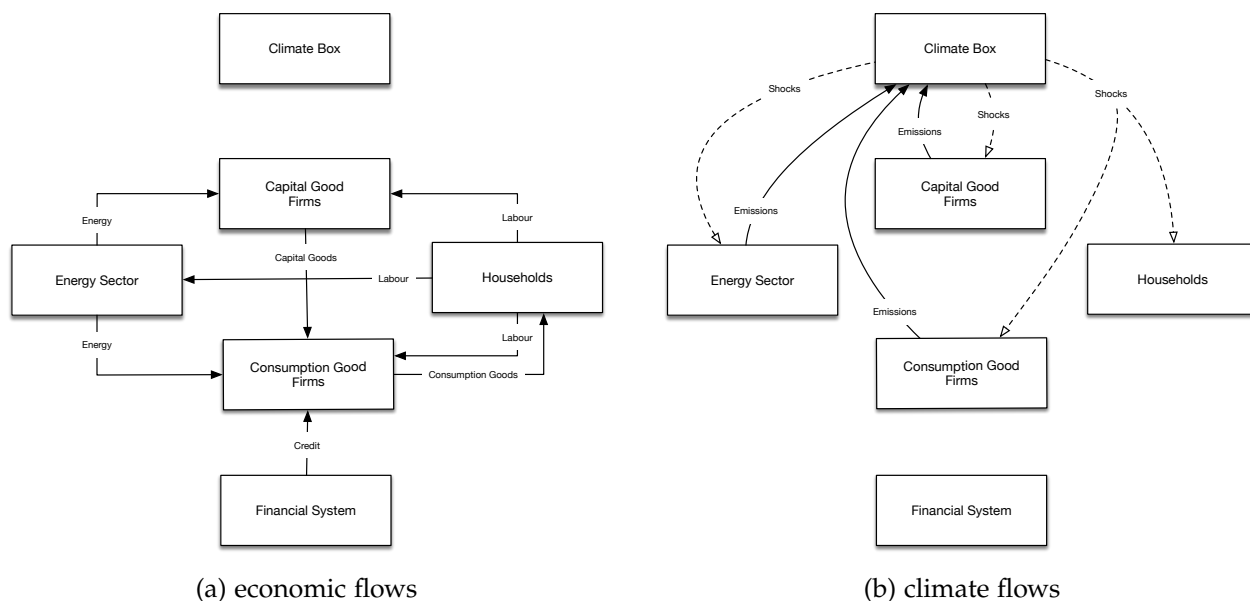 Climate Box
Capital Good
Firms
Energy
Labour
Capital Goods
Energy Sector
Labour
Households
Energy
Labour
Consumption Good
Firms
Consumption Goods
Credit
Financial System
(a) economic flows
Climate Box
Shocks
Shocks
Shocks
Emissions
Capital Good
Firms
Emissions
Energy Sector
Households
Emissions
Consumption Good
Firms
Financial System
(b) climate flows